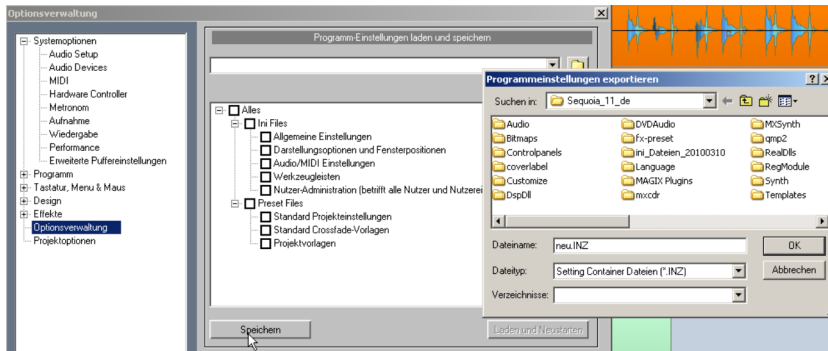 Optionsverwaltung
Systemoptionen
Audio Setup
Audio Devices
MIDI
Hardware Controller
Metronom
Aufnahme
Wiedergabe
Performance
Erweiterte Puffereinstellungen
Programm
Tastatur, Menu & Maus
Design
Effekte
Optionsverwaltung
Projektoptionen
Programm-Einstellungen laden und speichern
Alles
Ini Files
Allgemeine Einstellungen
Darstellungsoptionen und Fensterpositionen
Audio/MIDI Einstellungen
Werkzeugleisten
Nutzer-Administration (betrifft alle Nutzer und Nutzerei
Preset Files
Standard Projekteinstellungen
Standard Crossfade-Vorlagen
Projektvorlagen
Speichern
Laden und Neustarten
Programmeinstellungen exportieren
Suchen in: Sequoia_11_de
Audio DVDAudio MXSynth
Bitmaps fx-preset qmp2
Controlpanels ini_Dateien_20100310 RealDlls
coverlabel Language RegModule
Customize MAGIX Plugins Synth
DspDll mxcdr Templates
Dateiname: neu.INZ OK
Dateityp: Setting Container Dateien (*.INZ) Abbrechen
Verzeichnisse: